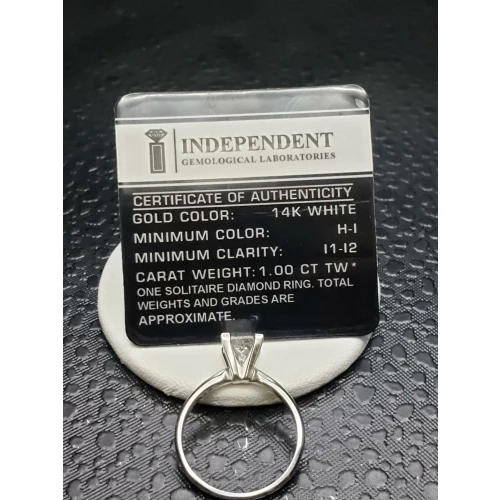 INDEPENDENT
GEMOLOGICAL LABORATORIES
CERTIFICATE OF AUTHENTICITY
GOLD COLOR: 14K WHITE
MINIMUM COLOR: H-I
MINIMUM CLARITY: I1-I2
CARAT WEIGHT: 1.00 CT TW*
ONE SOLITAIRE DIAMOND RING. TOTAL
WEIGHTS AND GRADES ARE
APPROXIMATE.